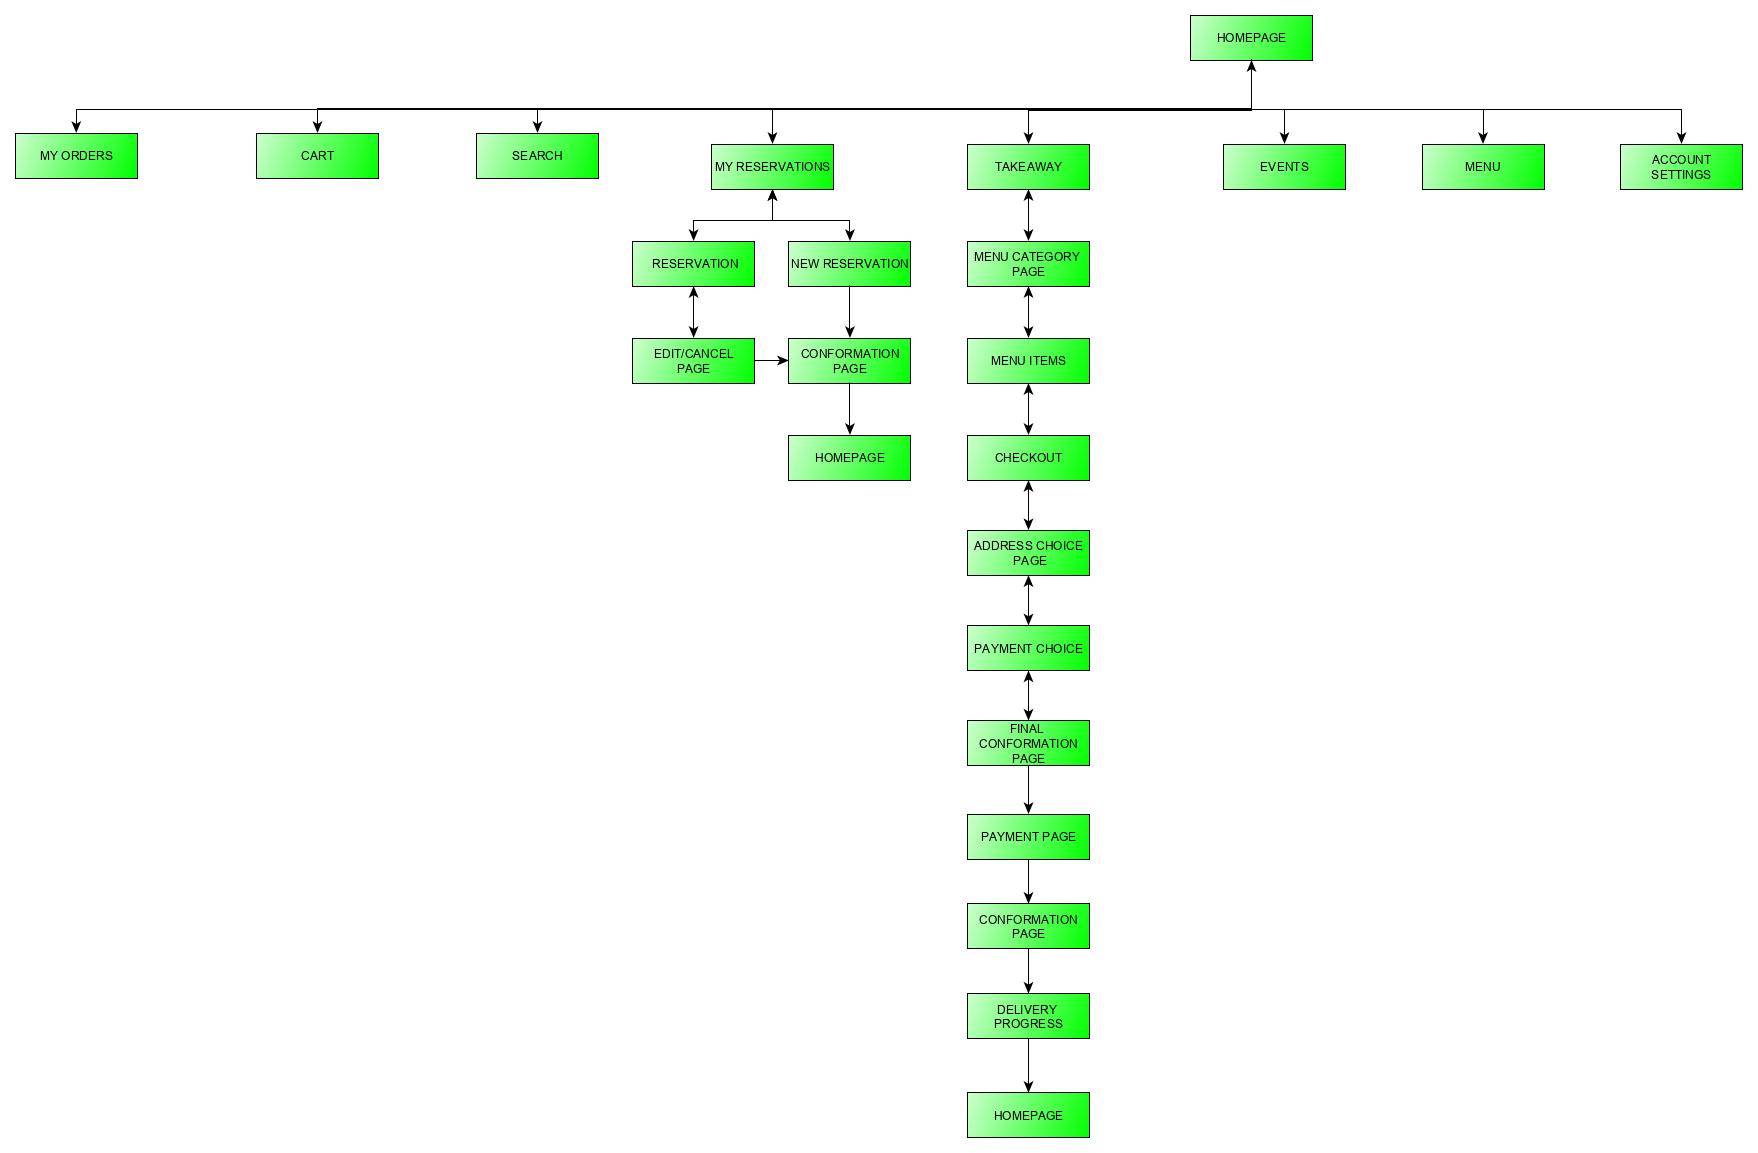 HOMEPAGE
MY ORDERS
CART
SEARCH
MY RESERVATIONS
TAKEAWAY
EVENTS
MENU
ACCOUNT
SETTINGS
RESERVATION
NEW RESERVATION
MENU CATEGORY
PAGE
EDIT/CANCEL
PAGE
CONFORMATION
PAGE
MENU ITEMS
HOMEPAGE
CHECKOUT
ADDRESS CHOICE
PAGE
PAYMENT CHOICE
FINAL
CONFORMATION
PAGE
PAYMENT PAGE
CONFORMATION
PAGE
DELIVERY
PROGRESS
HOMEPAGE